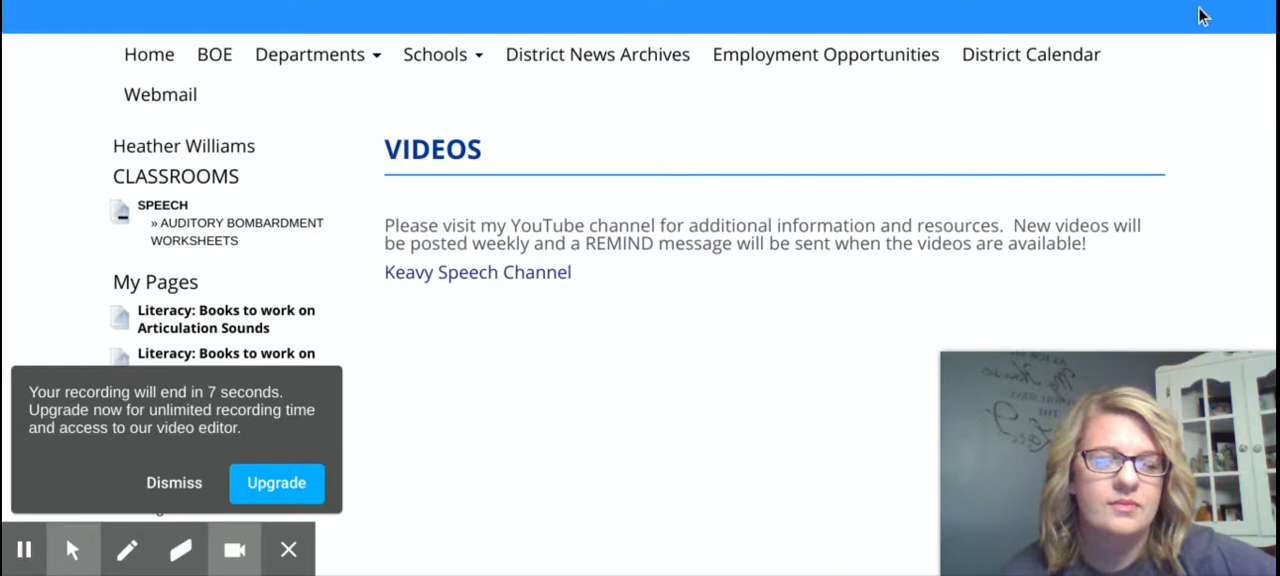 Home BOE Departments Schools District News Archives Employment Opportunities District Calendar
Webmail
Heather Williams
CLASSROOMS
SPEECH
» AUDITORY BOMBARDMENT
WORKSHEETS
My Pages
Literacy: Books to work on
Articulation Sounds
Literacy: Books to work on
VIDEOS
Please visit my YouTube channel for additional information and resources. New videos will
be posted weekly and a REMIND message will be sent when the videos are available!
Keavy Speech Channel
Your recording will end in 7 seconds.
Upgrade now for unlimited recording time
and access to our video editor.
Dismiss Upgrade